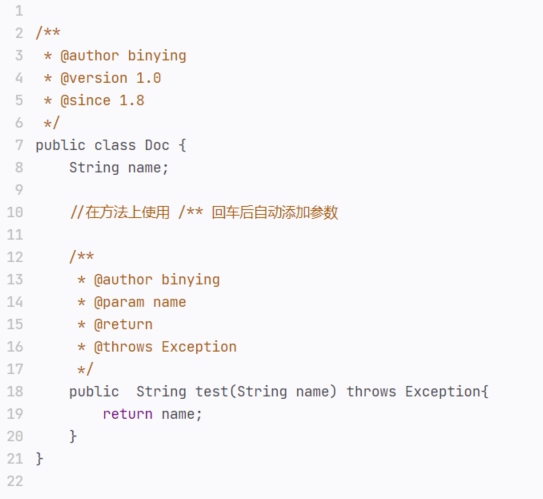 1
2 /**
3  * @author binying
4  * @version 1.0
5  * @since 1.8
6  */
7 public class Doc {
8     String name;
9
10     //在方法上使用 /** 回车后自动添加参数
11
12     /**
13      * @author binying
14      * @param name
15      * @return
16      * @throws Exception
17      */
18     public  String test(String name) throws Exception{
19         return name;
20     }
21 }
22